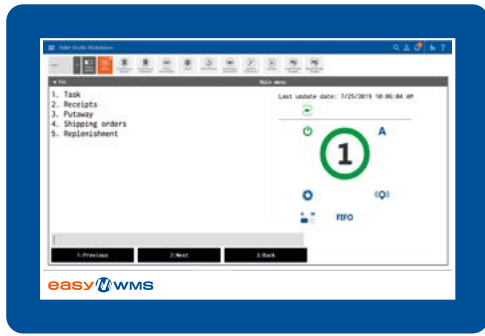 Main menu
1. Task
2. Receipts
3. Putaway
4. Shipping orders
5. Replenishment
Last update date: 7/25/2019 10:06:04 AM
A
1
FIFO
1:Previous
2:Next
3:Back
easy WMS